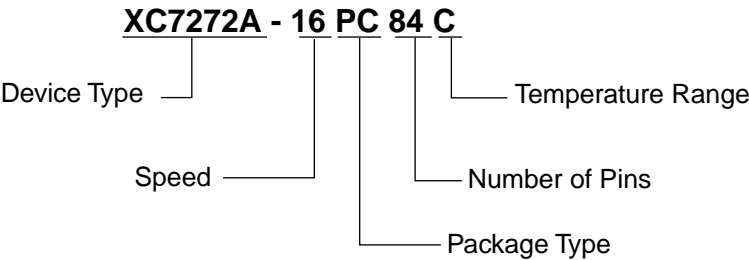 XC7272A - 16 PC 84 C
Device Type
Temperature Range
Speed
Number of Pins
Package Type